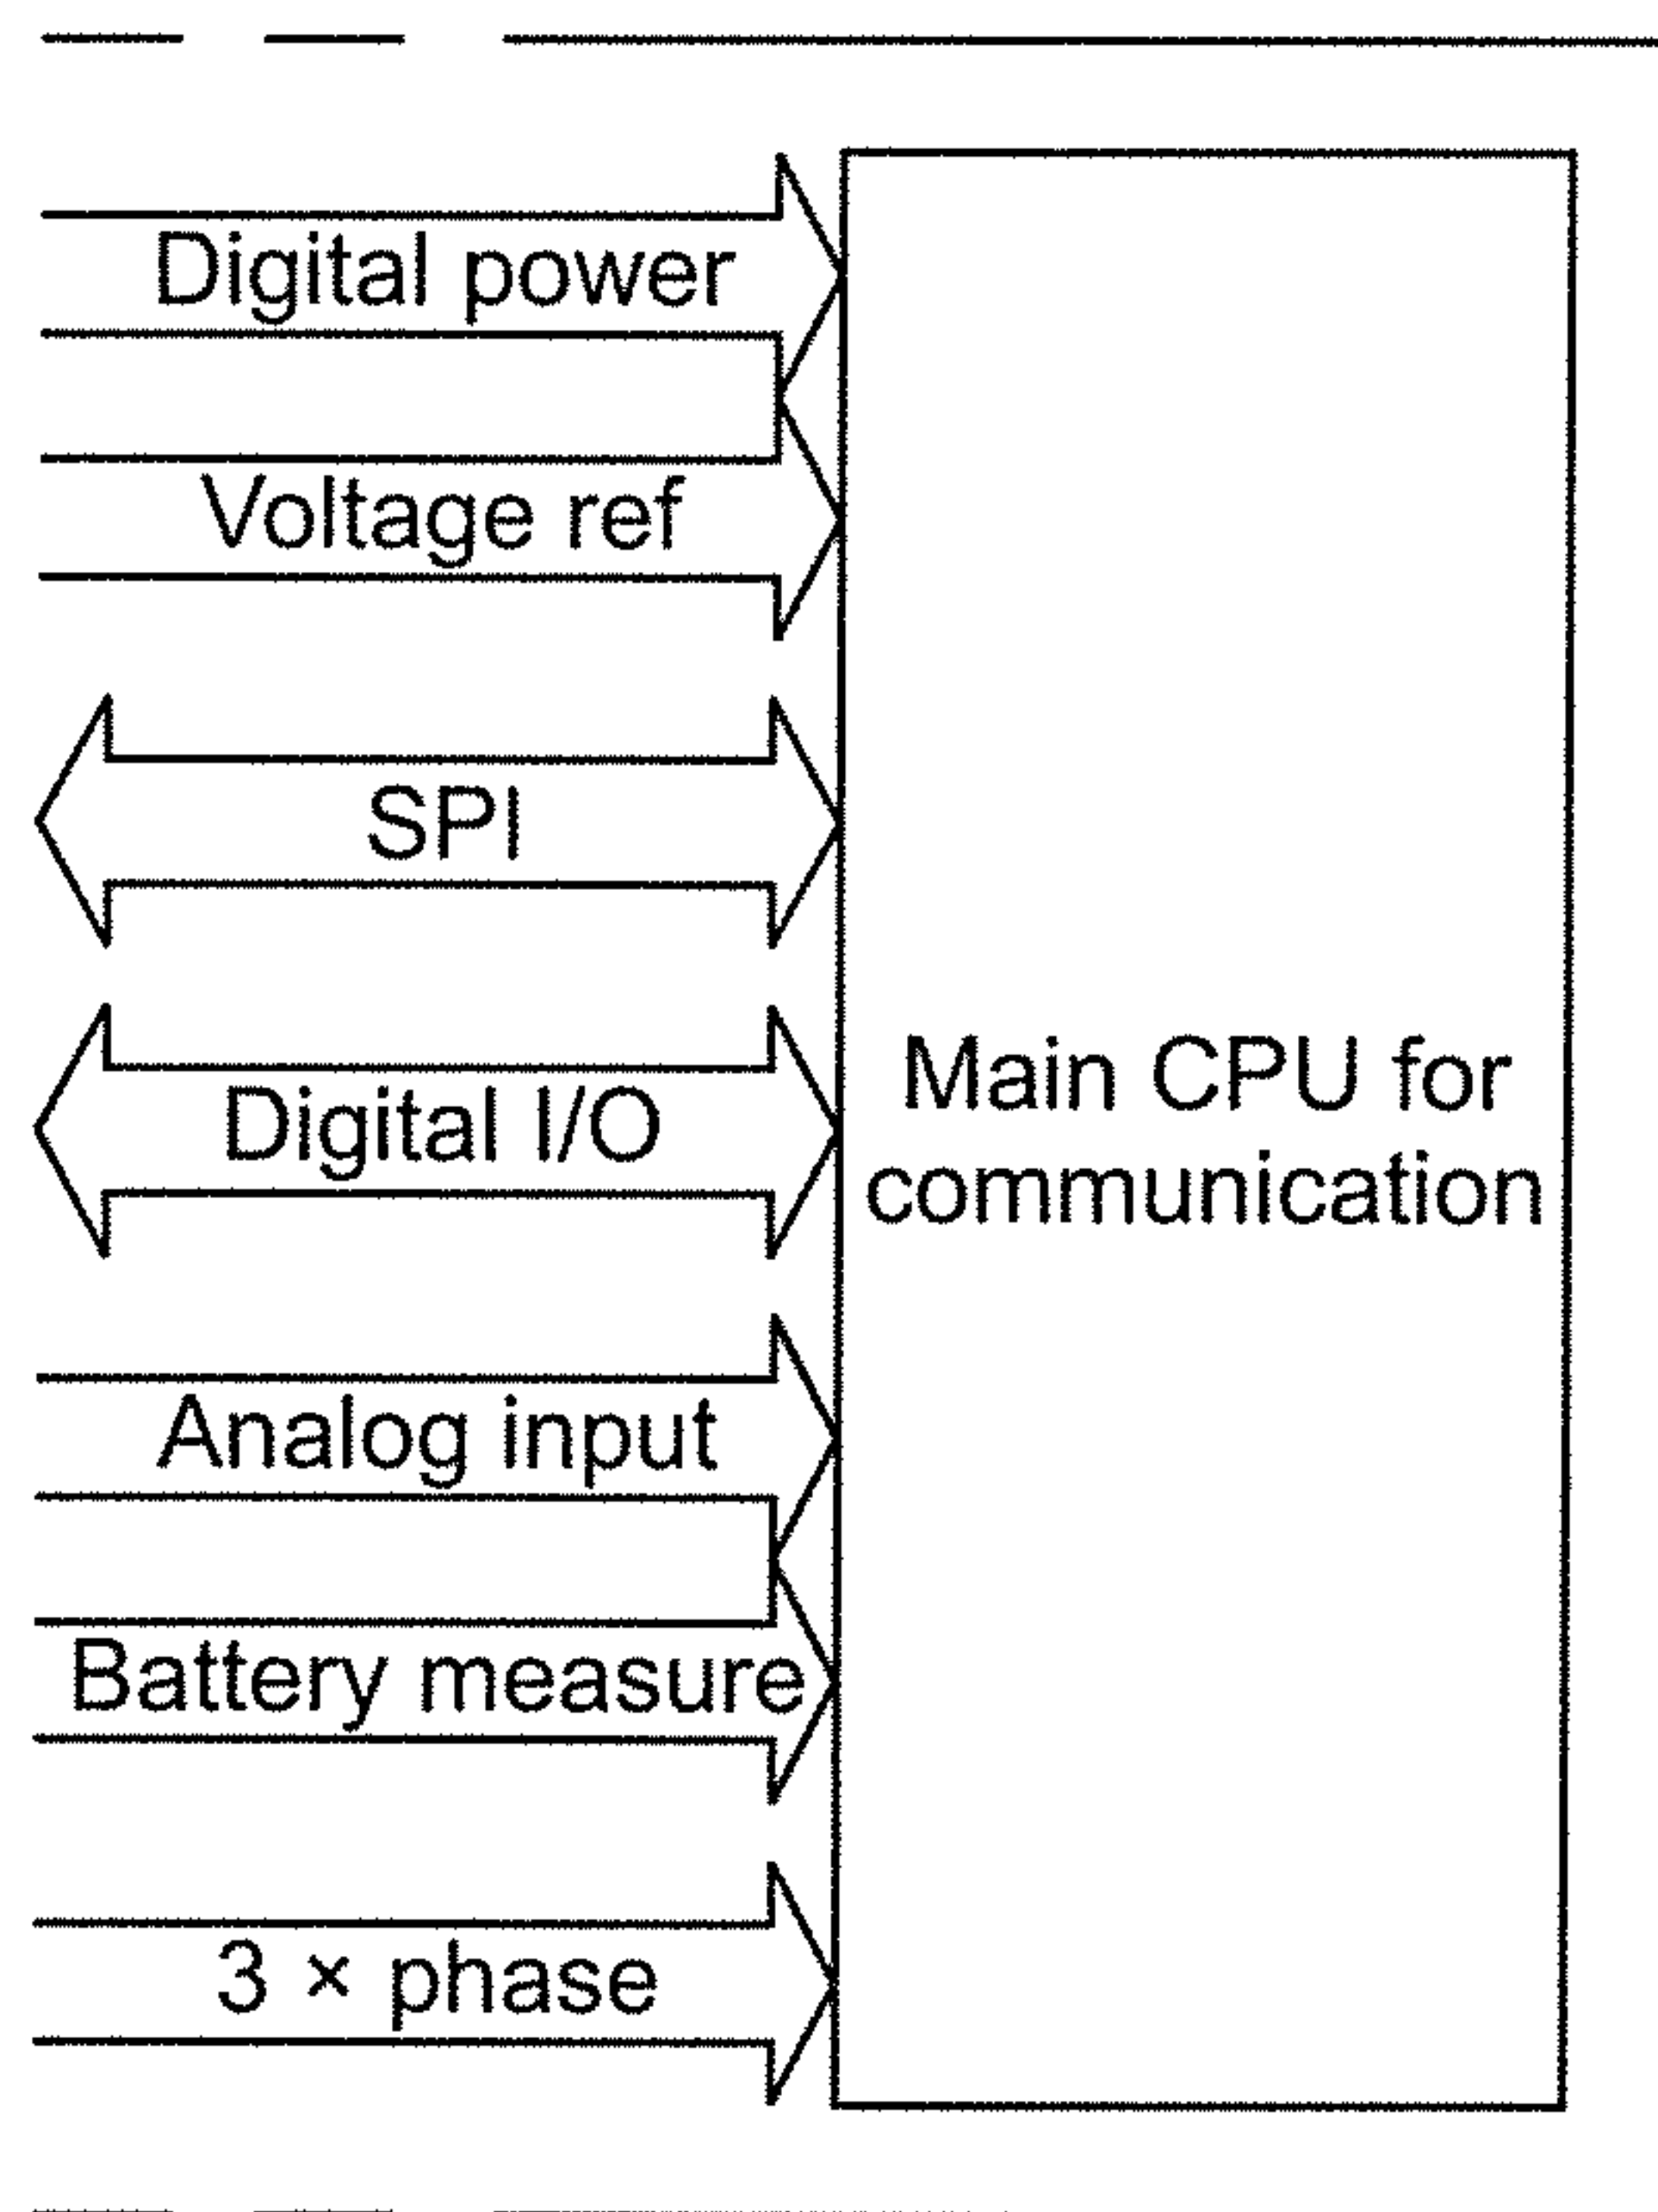 Digital power
Voltage ref
SPI
Digital I/O
Main CPU for
communication
Analog input
Battery measure
3 × phase